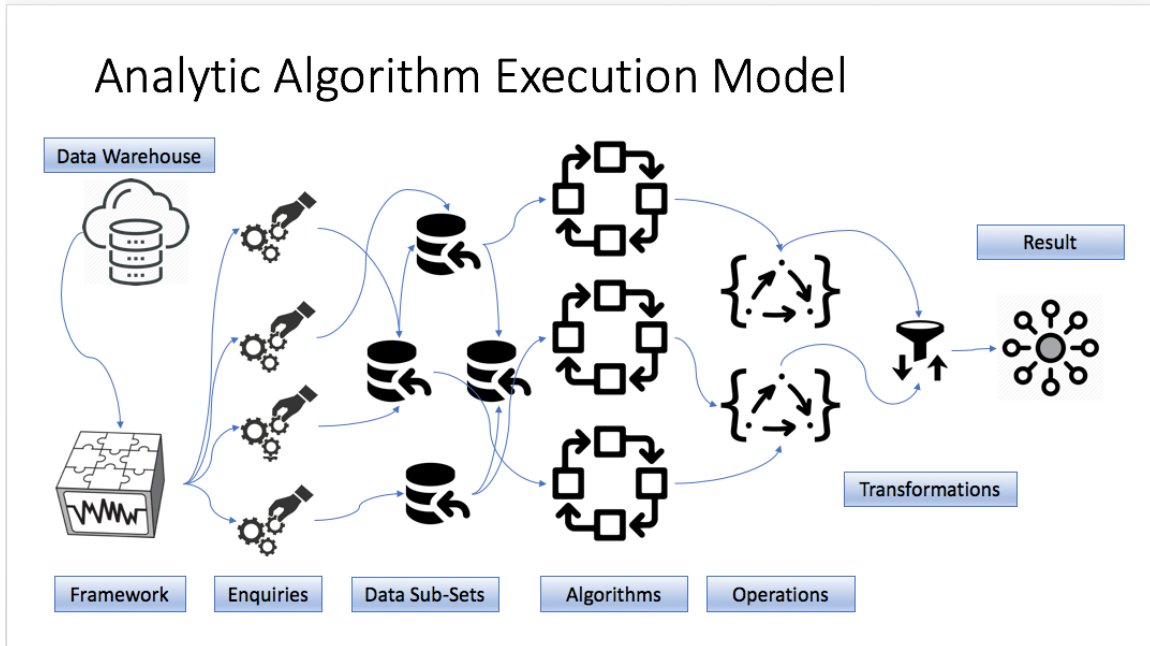 Analytic Algorithm Execution Model
Data Warehouse
Result
Transformations
Framework
Enquiries
Data Sub-Sets
Algorithms
Operations